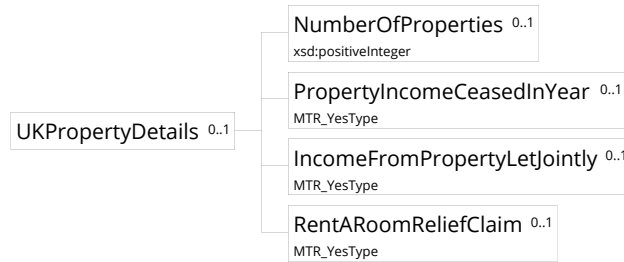 NumberOfProperties 0..1
xsd:positiveInteger
PropertyIncomeCeasedInYear 0..1
MTR_YesType
UKPropertyDetails 0..1
IncomeFromPropertyLetJointly 0..1
MTR_YesType
RentARoomReliefClaim 0..1
MTR_YesType